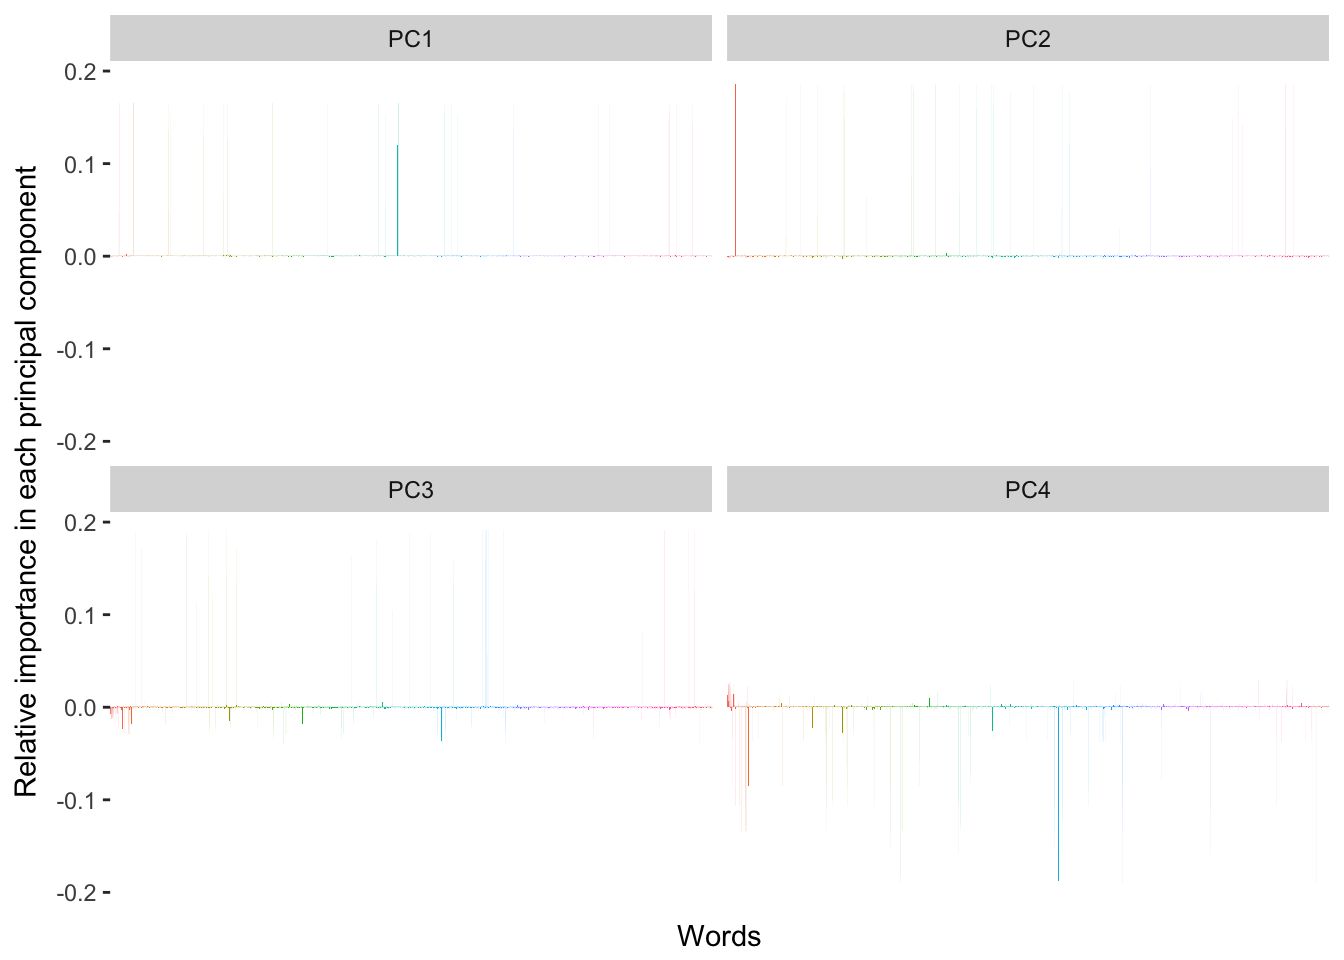 PC1
PC2
0.2
0.1
0.0
-0.1
-0.2
PC3
PC4
0.2
0.1
0.0
-0.1
-0.2
Relative importance in each principal component
Words